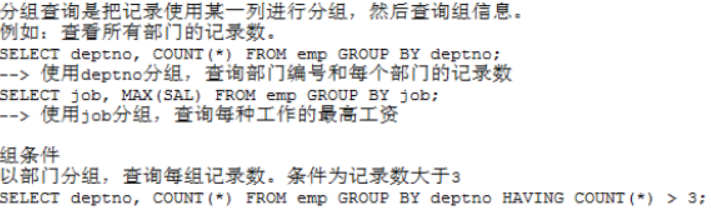 分组查询是把记录使用某一列进行分组，然后查询组信息。
例如：查看所有部门的记录数。
SELECT deptno, COUNT(*) FROM emp GROUP BY deptno;
--> 使用deptno分组，查询部门编号和每个部门的记录数
SELECT job, MAX(SAL) FROM emp GROUP BY job;
--> 使用job分组，查询每种工作的最高工资
组条件
以部门分组，查询每组记录数。条件为记录数大于3
SELECT deptno, COUNT(*) FROM emp GROUP BY deptno HAVING COUNT(*) > 3;